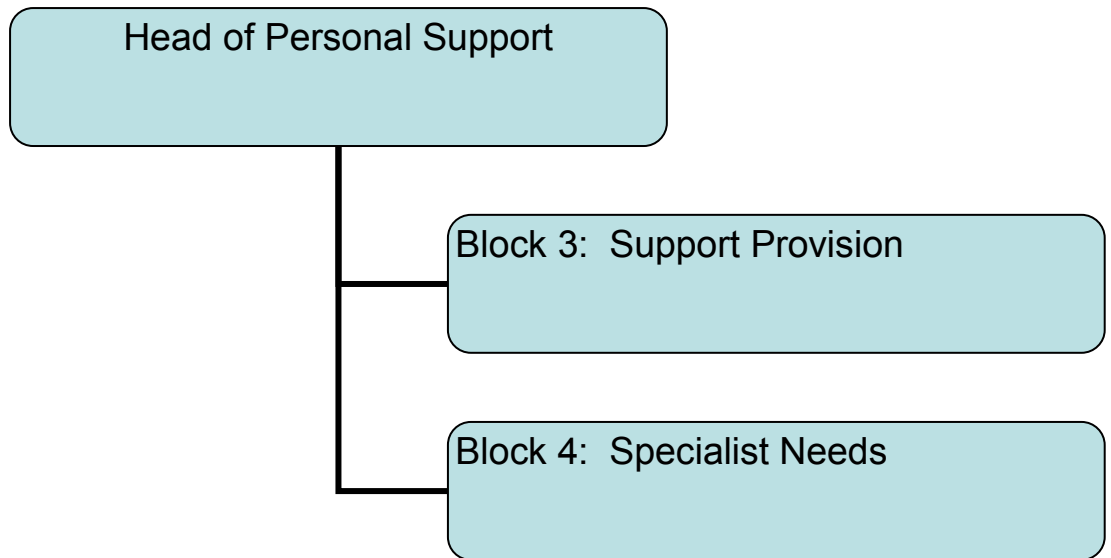 Head of Personal Support
Block 3:  Support Provision
Block 4:  Specialist Needs